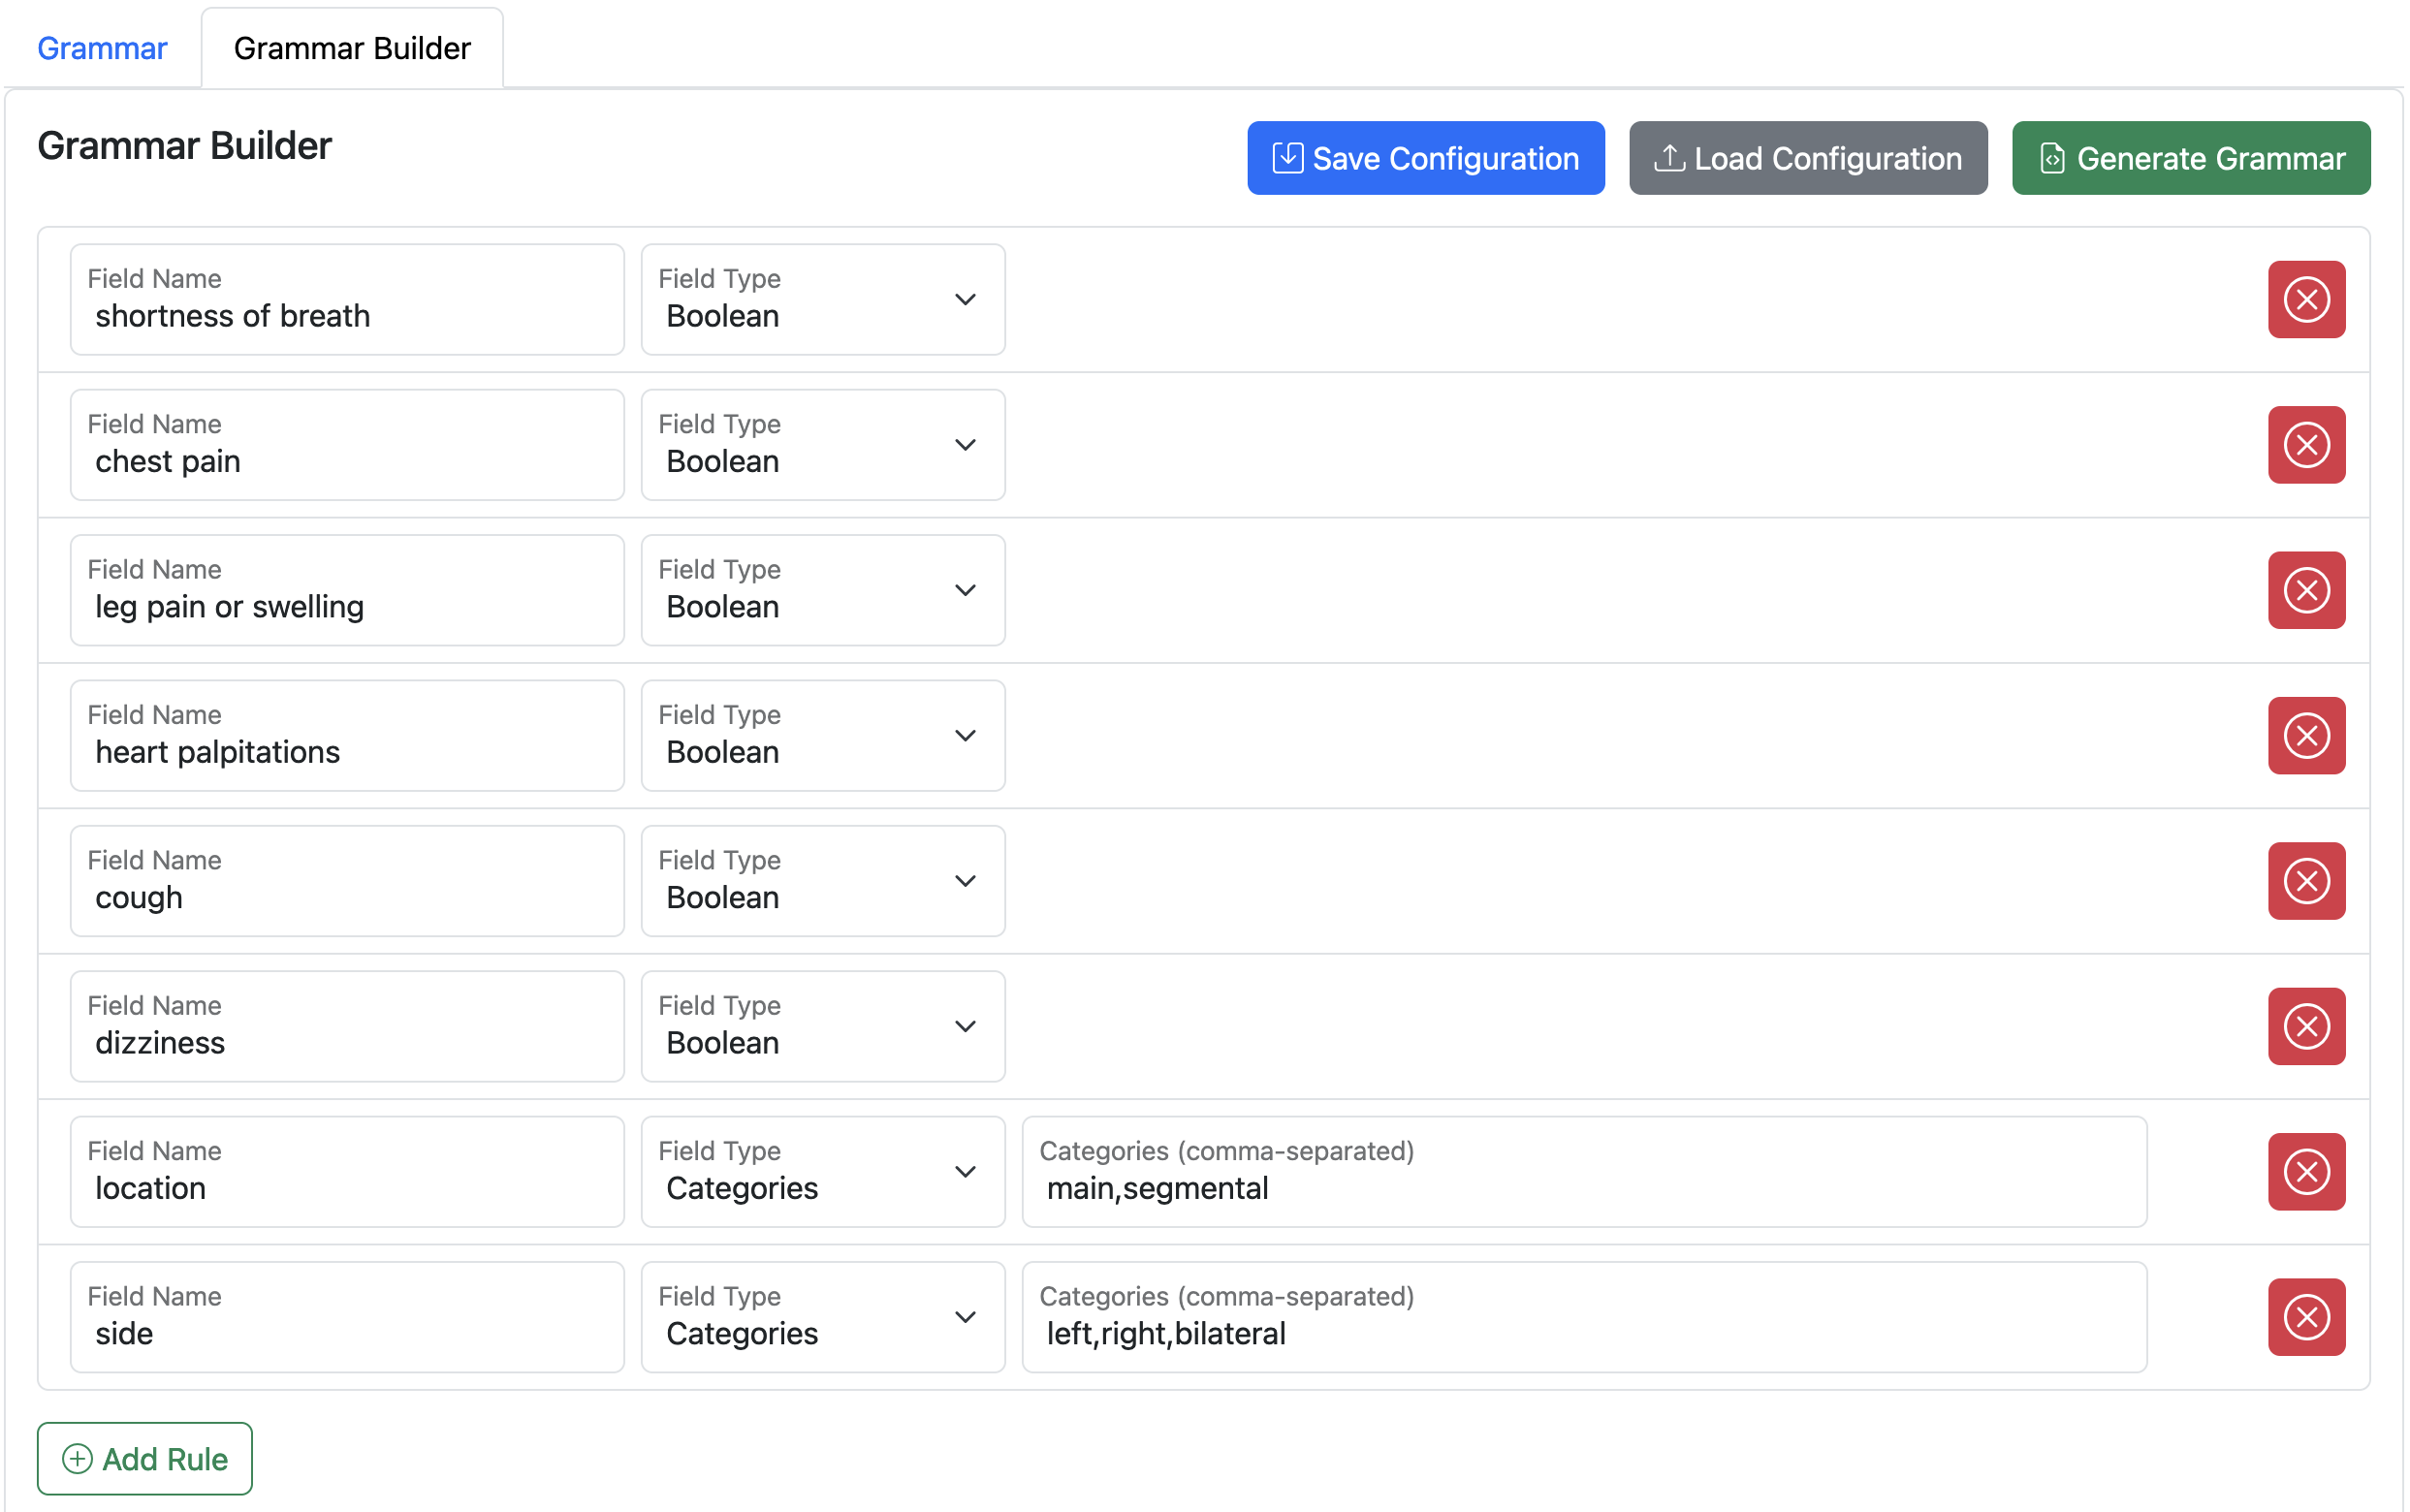 Grammar
Grammar Builder
Grammar Builder
Save Configuration
Load Configuration
Generate Grammar
Field Name
shortness of breath
Field Type
Boolean
Field Name
chest pain
Field Type
Boolean
Field Name
leg pain or swelling
Field Type
Boolean
Field Name
heart palpitations
Field Type
Boolean
Field Name
cough
Field Type
Boolean
Field Name
dizziness
Field Type
Boolean
Field Name
location
Field Type
Categories
Categories (comma-separated)
main,segmental
Field Name
side
Field Type
Categories
Categories (comma-separated)
left,right,bilateral
Add Rule